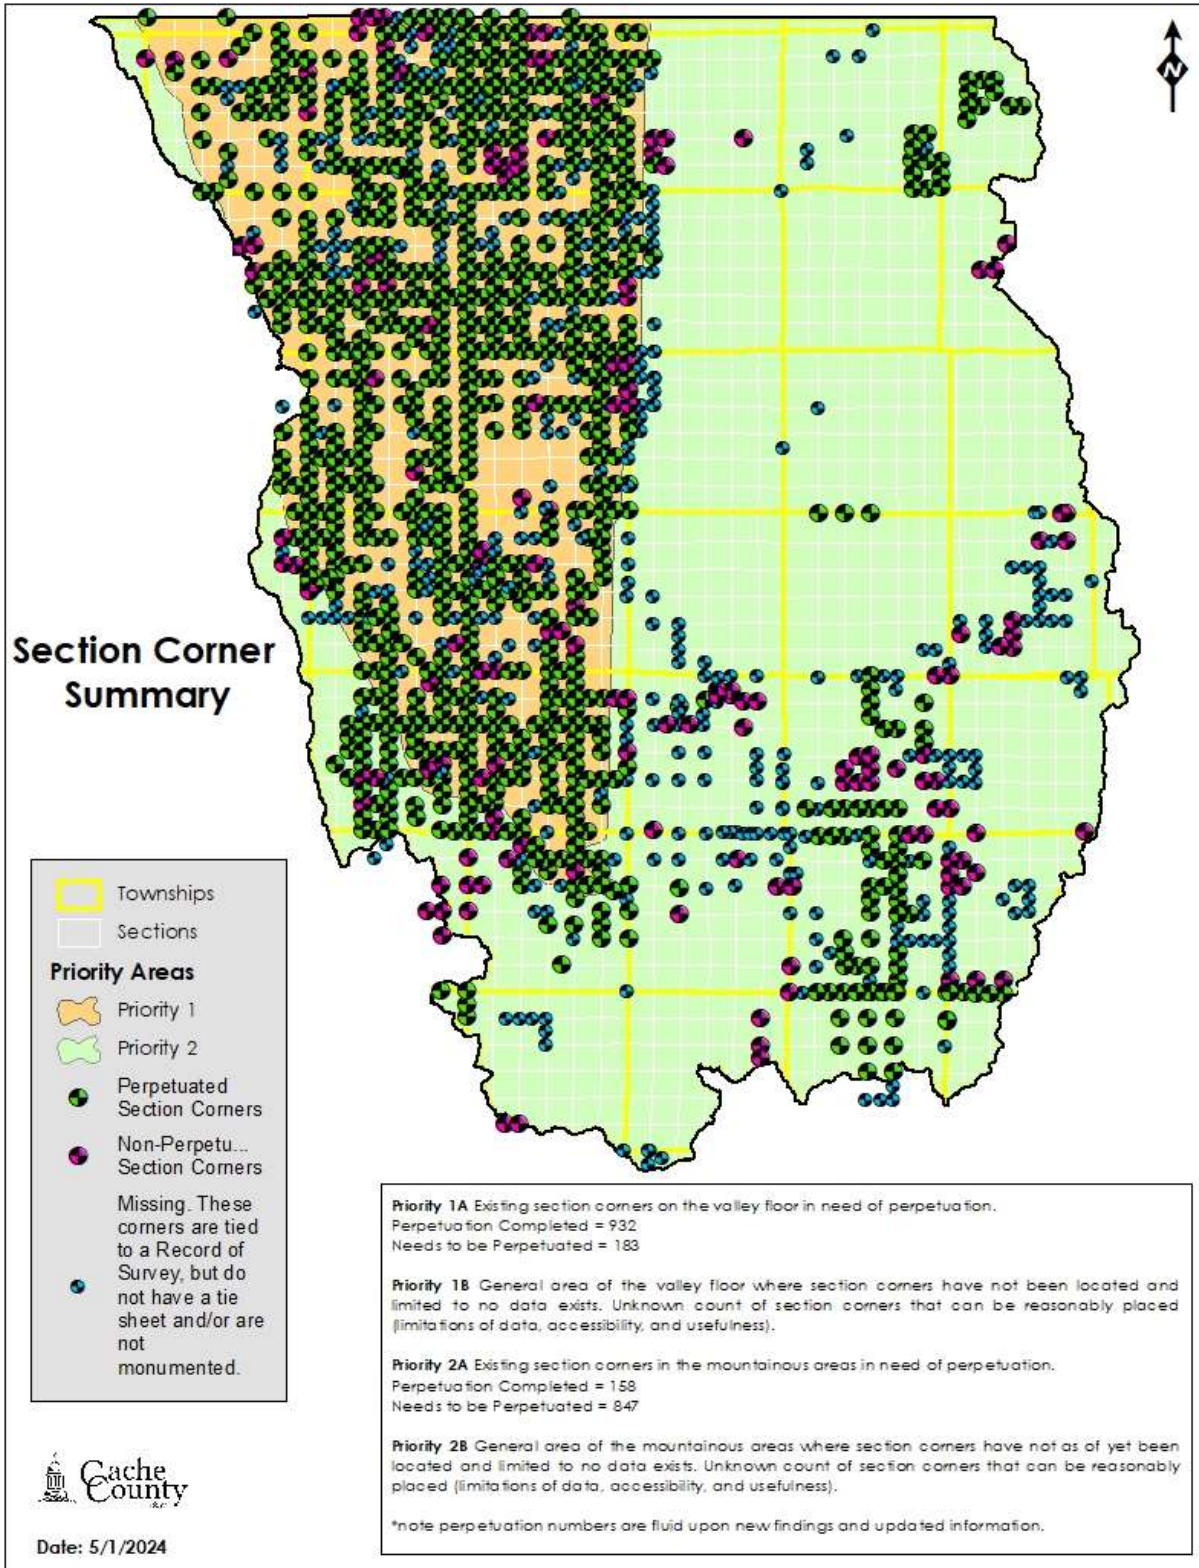 N
Section Corner
Summary
Townships
Sections
Priority Areas
Priority 1
Priority 2
Perpetuated
Section Corners
Non-Perpetu...
Section Corners
Missing. These
corners are tied
to a Record of
Survey, but do
not have a tie
sheet and/or are
not
monumented.
Cache
County
Date: 5/1/2024
Priority 1A Existing section corners on the valley floor in need of perpetuation.
Perpetuation Completed = 932
Needs to be Perpetuated = 183
Priority 1B General area of the valley floor where section corners have not been located and
limited to no data exists. Unknown count of section corners that can be reasonably placed
(limitations of data, accessibility, and usefulness).
Priority 2A Existing section corners in the mountainous areas in need of perpetuation.
Perpetuation Completed = 158
Needs to be Perpetuated = 847
Priority 2B General area of the mountainous areas where section corners have not as of yet been
located and limited to no data exists. Unknown count of section corners that can be reasonably
placed (limitations of data, accessibility, and usefulness).
*note perpetuation numbers are fluid upon new findings and updated information.